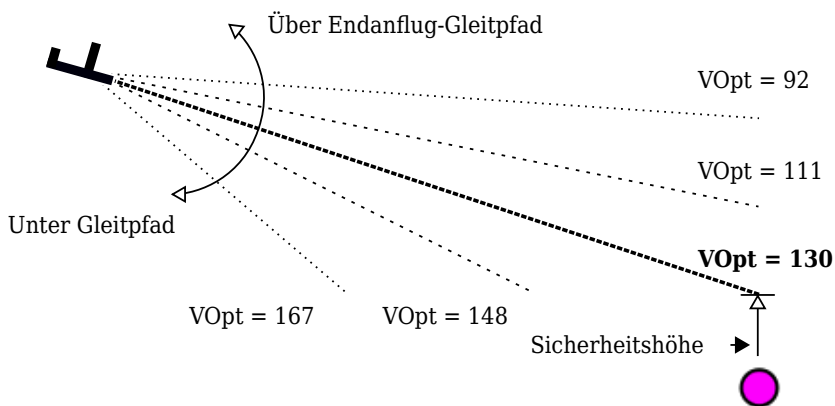 Über Endanflug-Gleitpfad
VOpt = 92
VOpt = 111
Unter Gleitpfad
VOpt = 130
VOpt = 167
VOpt = 148
Sicherheitshöhe